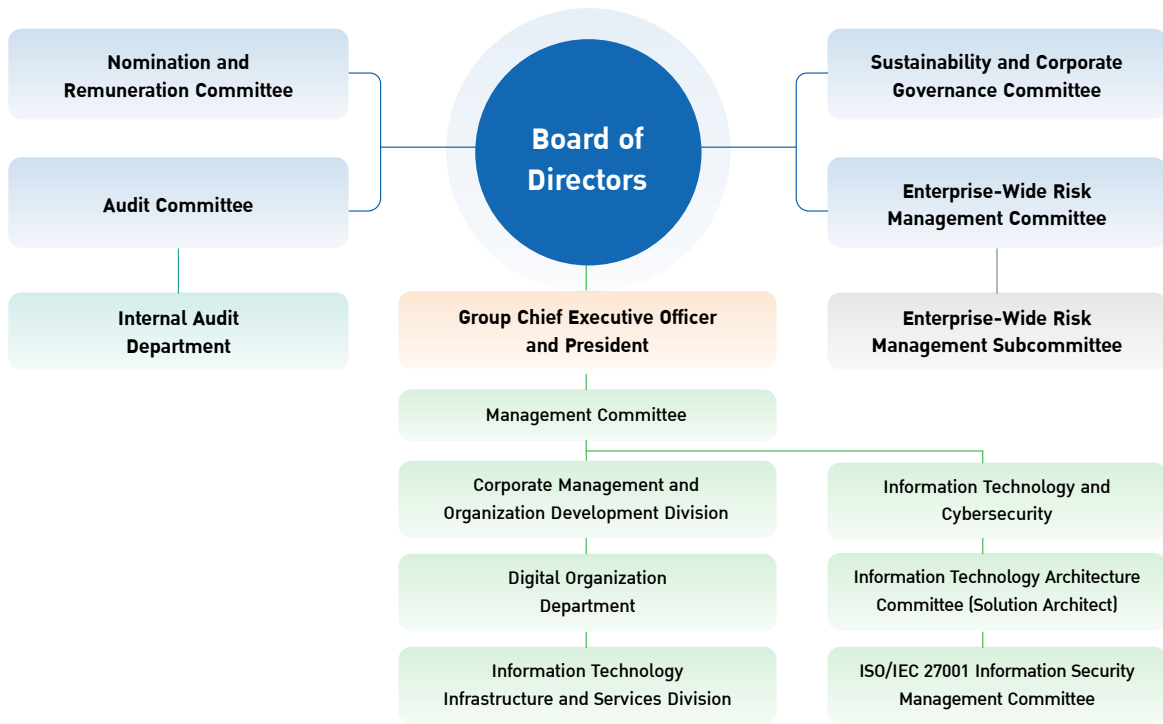 Nomination and
Remuneration Committee
Audit Committee
Internal Audit
Department
Board of
Directors
Sustainability and Corporate
Governance Committee
Enterprise-Wide Risk
Management Committee
Enterprise-Wide Risk
Management Subcommittee
Group Chief Executive Officer
and President
Management Committee
Corporate Management and
Organization Development Division
Digital Organization
Department
Information Technology
Infrastructure and Services Division
Information Technology and
Cybersecurity
Information Technology Architecture
Committee (Solution Architect)
ISO/IEC 27001 Information Security
Management Committee